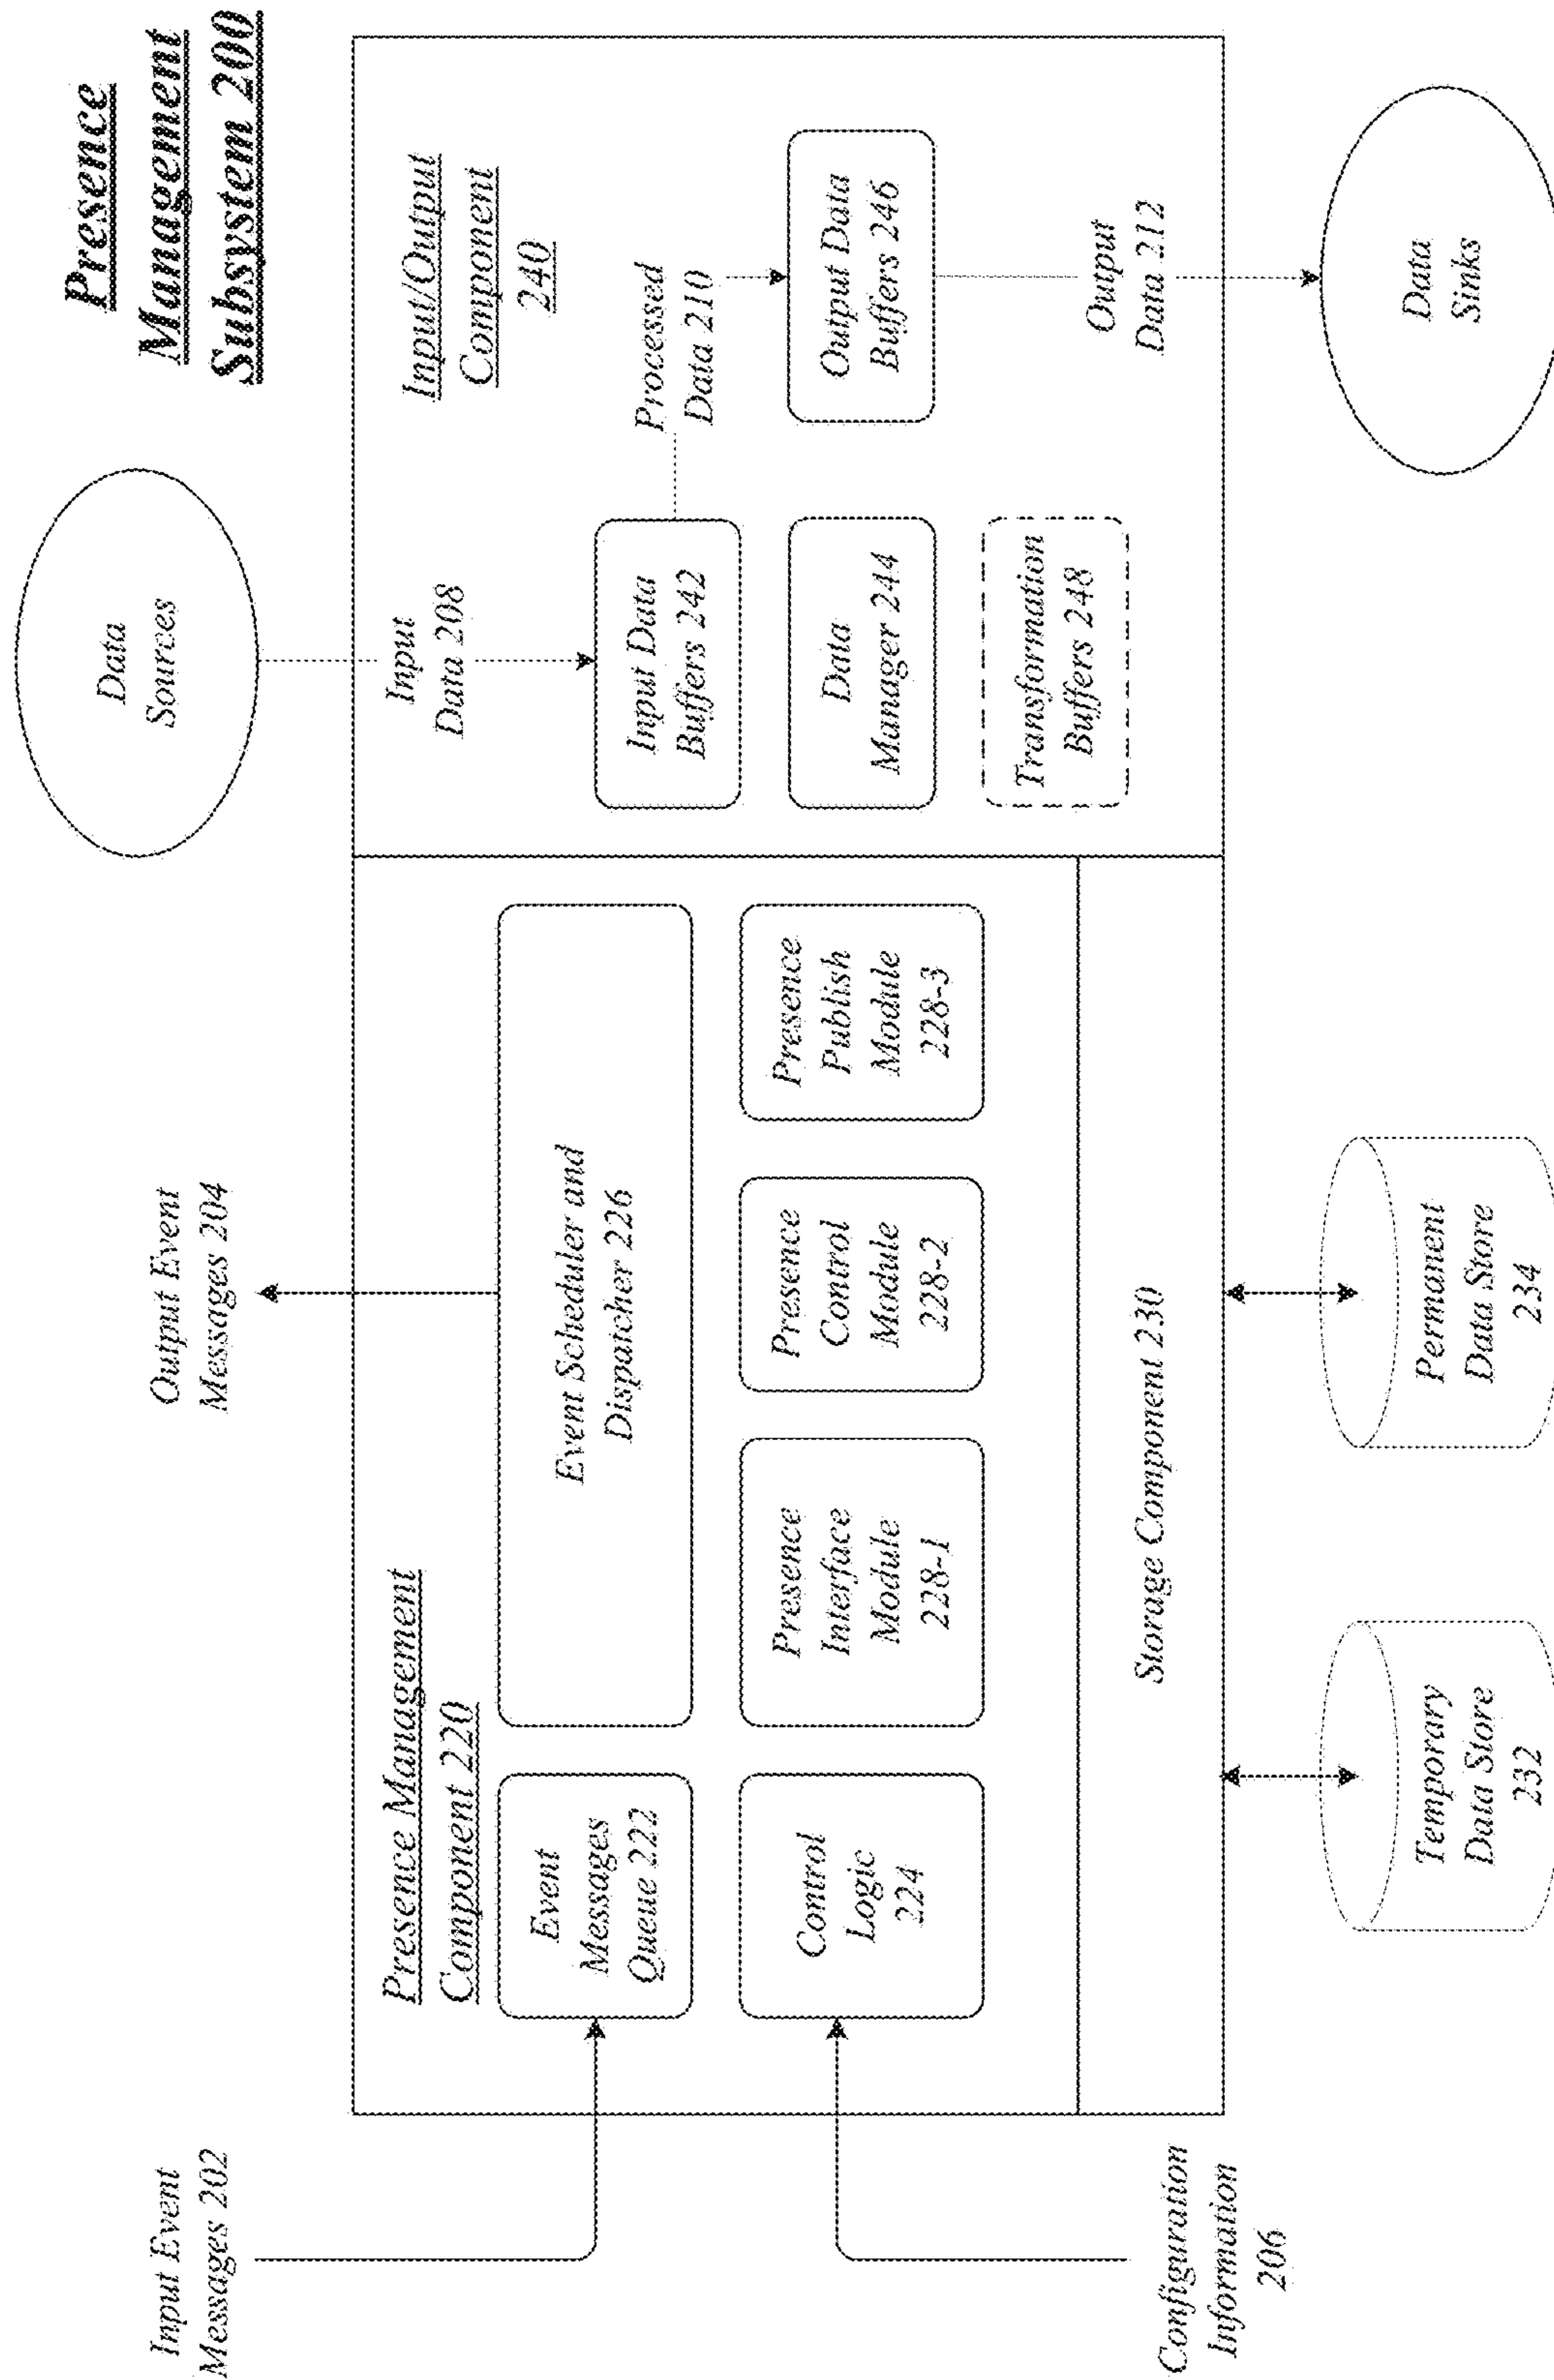 Presence
Management
Subsystem 200
Input Event
Messages 202
Output Event
Messages 204
Data
Sources
Presence Management
Component 220
Input/Output
Component
240
Input
Data 208
Event
Messages
Queue 222
Event Scheduler and
Dispatcher 226
Input Data
Buffers 242
Processed
Data 210
Control
Logic
224
Presence
Interface
Module
228-1
Presence
Control
Module
228-2
Presence
Publish
Module
228-3
Data
Manager 244
Output Data
Buffers 246
Transformation
Buffers 248
Output
Data 212
Storage Component 230
Configuration
Information
206
Temporary
Data Store
232
Permanent
Data Store
234
Data
Sinks